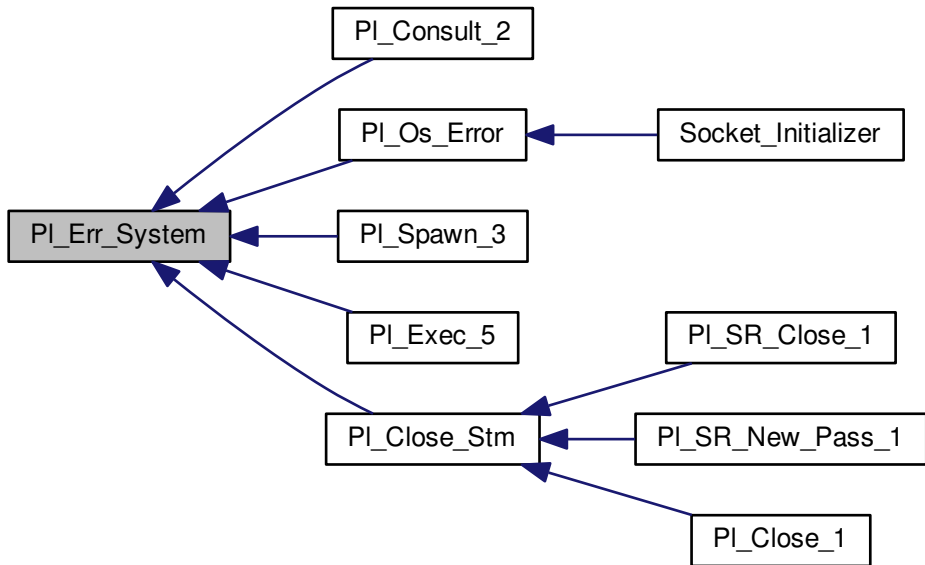 Pl_Consult_2
Pl_Os_Error
Socket_Initializer
Pl_Err_System
Pl_Spawn_3
Pl_Exec_5
Pl_SR_Close_1
Pl_Close_Stm
Pl_SR_New_Pass_1
Pl_Close_1